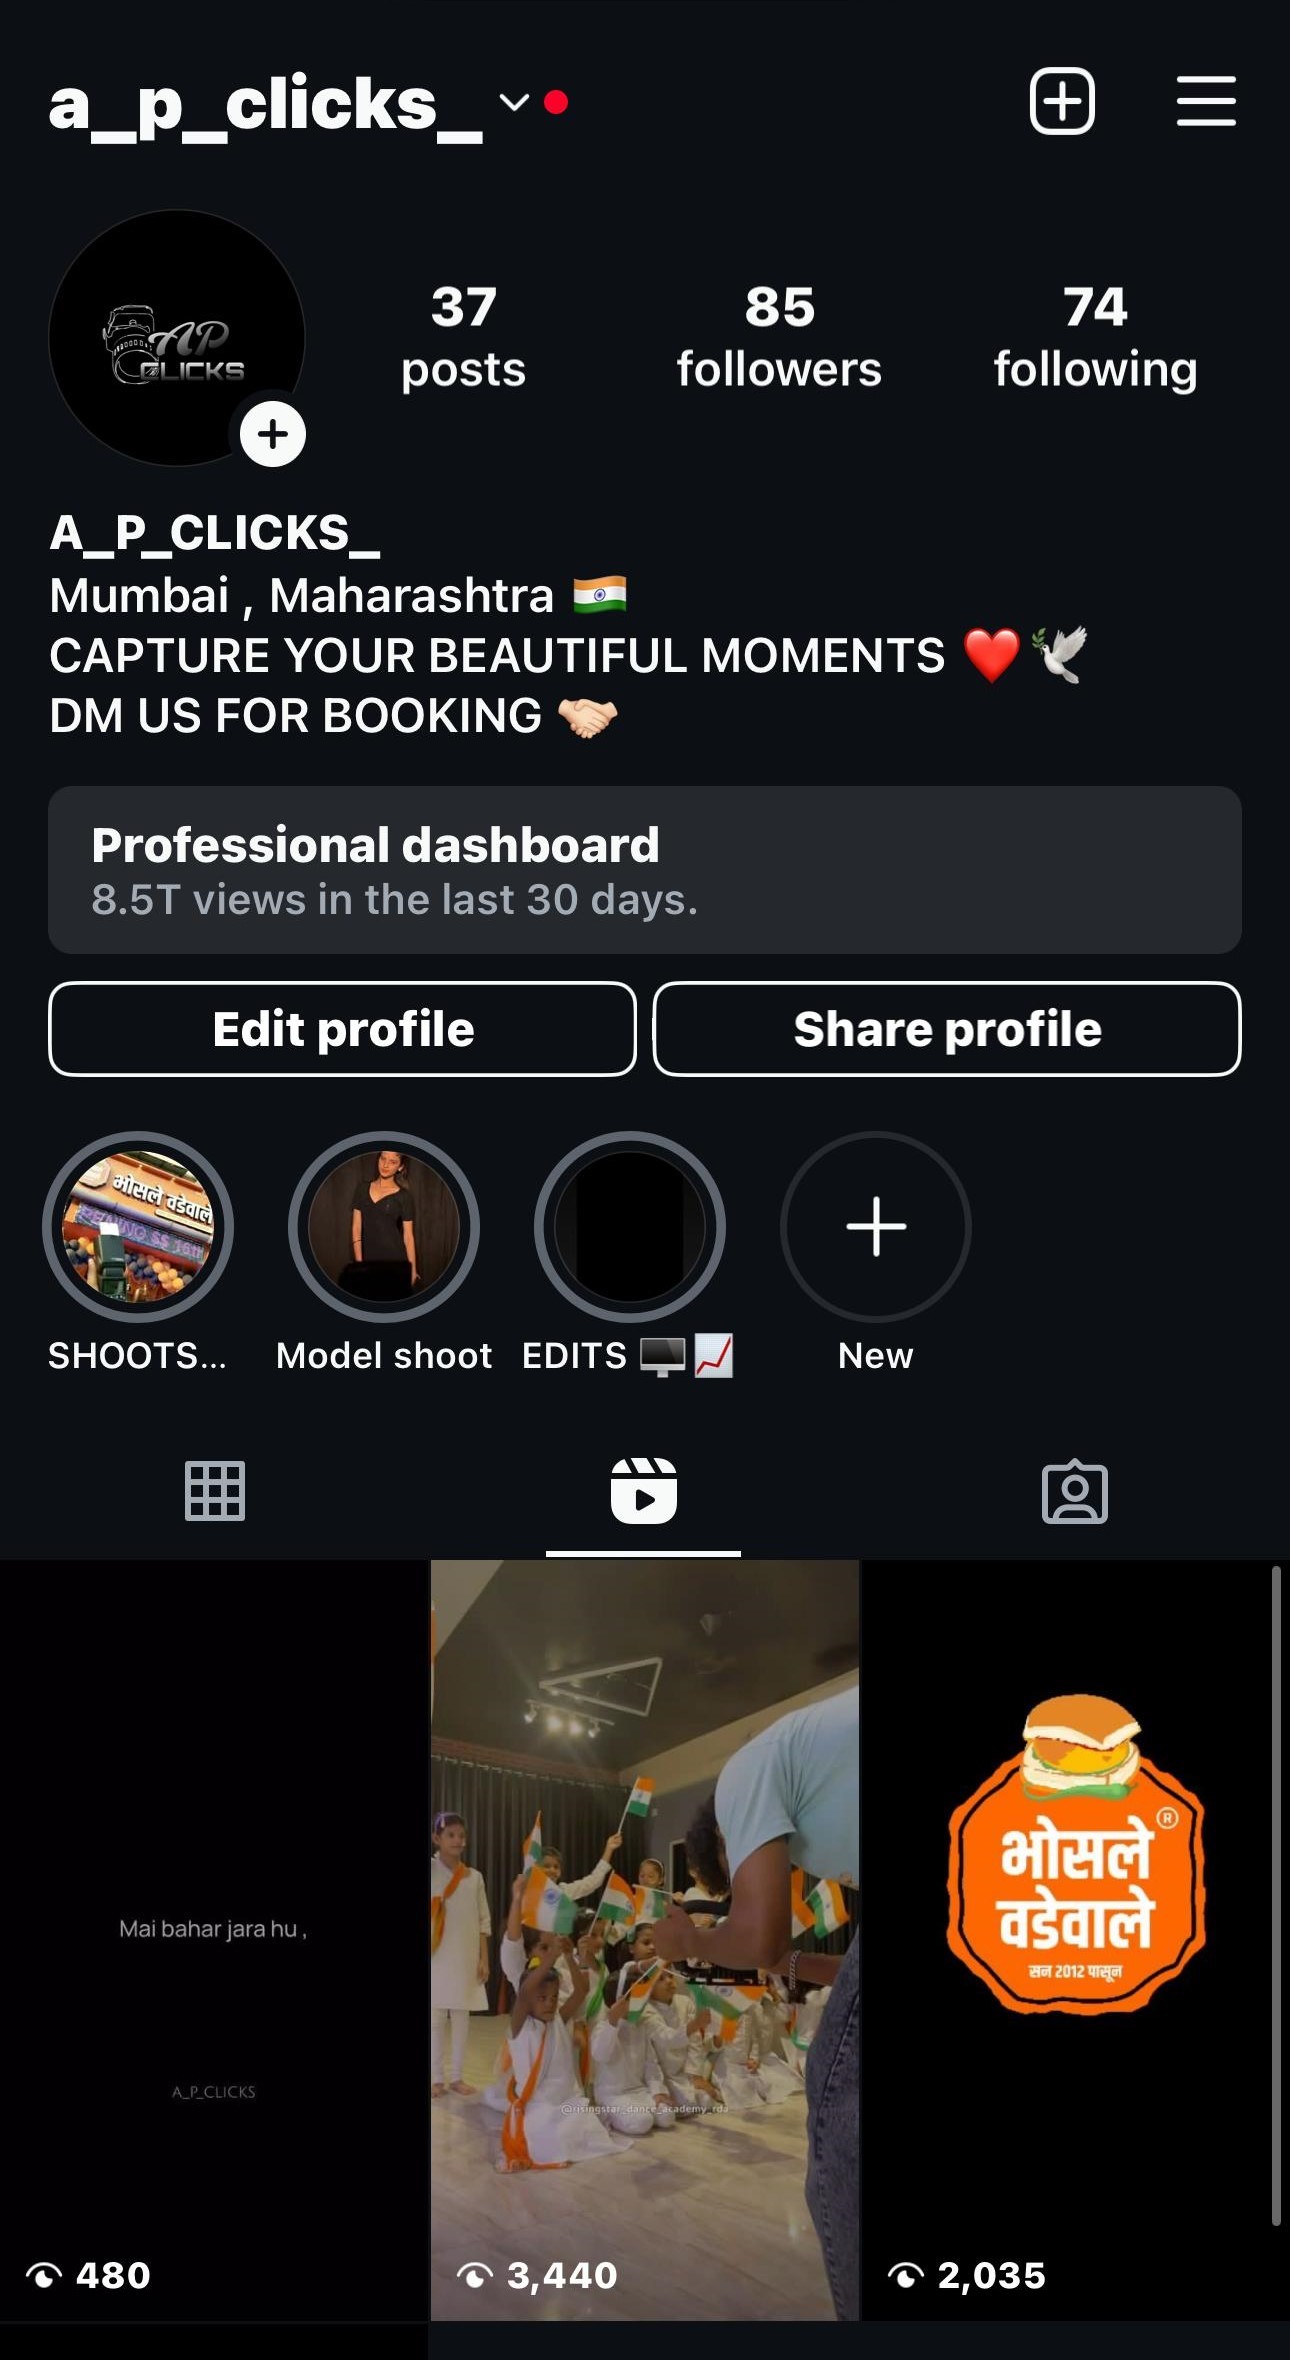 a_p_clicks_
AP
CLICKS
37
posts
85
followers
74
following
A_P_CLICKS_
Mumbai , Maharashtra 🇮🇳
CAPTURE YOUR BEAUTIFUL MOMENTS ❤️🕊️
DM US FOR BOOKING 🤝🏻
Professional dashboard
8.5T views in the last 30 days.
Edit profile
Share profile
भोसले वडेवाले
SHOOTS...
Model shoot
EDITS 🖥️📈
New
Mai bahar jara hu ,
A_P_CLICKS
480
@risingstar_dance_academy_rda
3,440
भोसले
वडेवाले
®
सन 2012 पासून
2,035